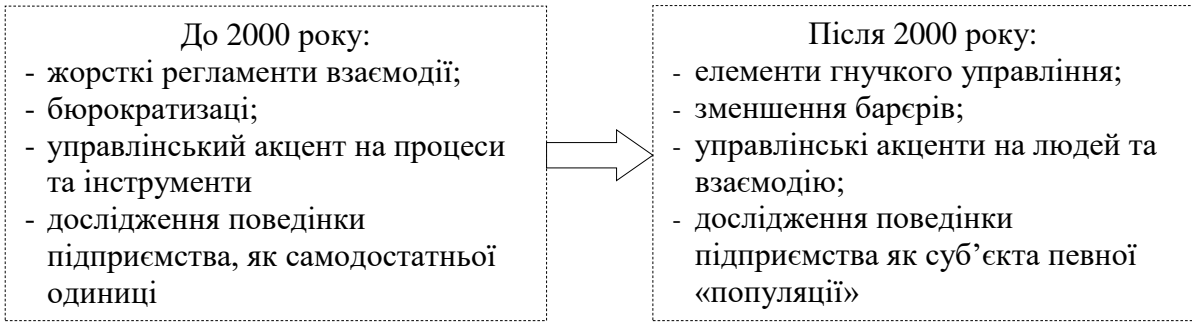 До 2000 року:
- жорсткі регламенти взаємодії;
- бюрократизаці;
- управлінський акцент на процеси
та інструменти
- дослідження поведінки
підприємства, як самодостатньої
одиниці
Після 2000 року:
- елементи гнучкого управління;
- зменшення барєрів;
- управлінські акценти на людей та
взаємодію;
- дослідження поведінки
підприємства як суб’єкта певної
«популяції»